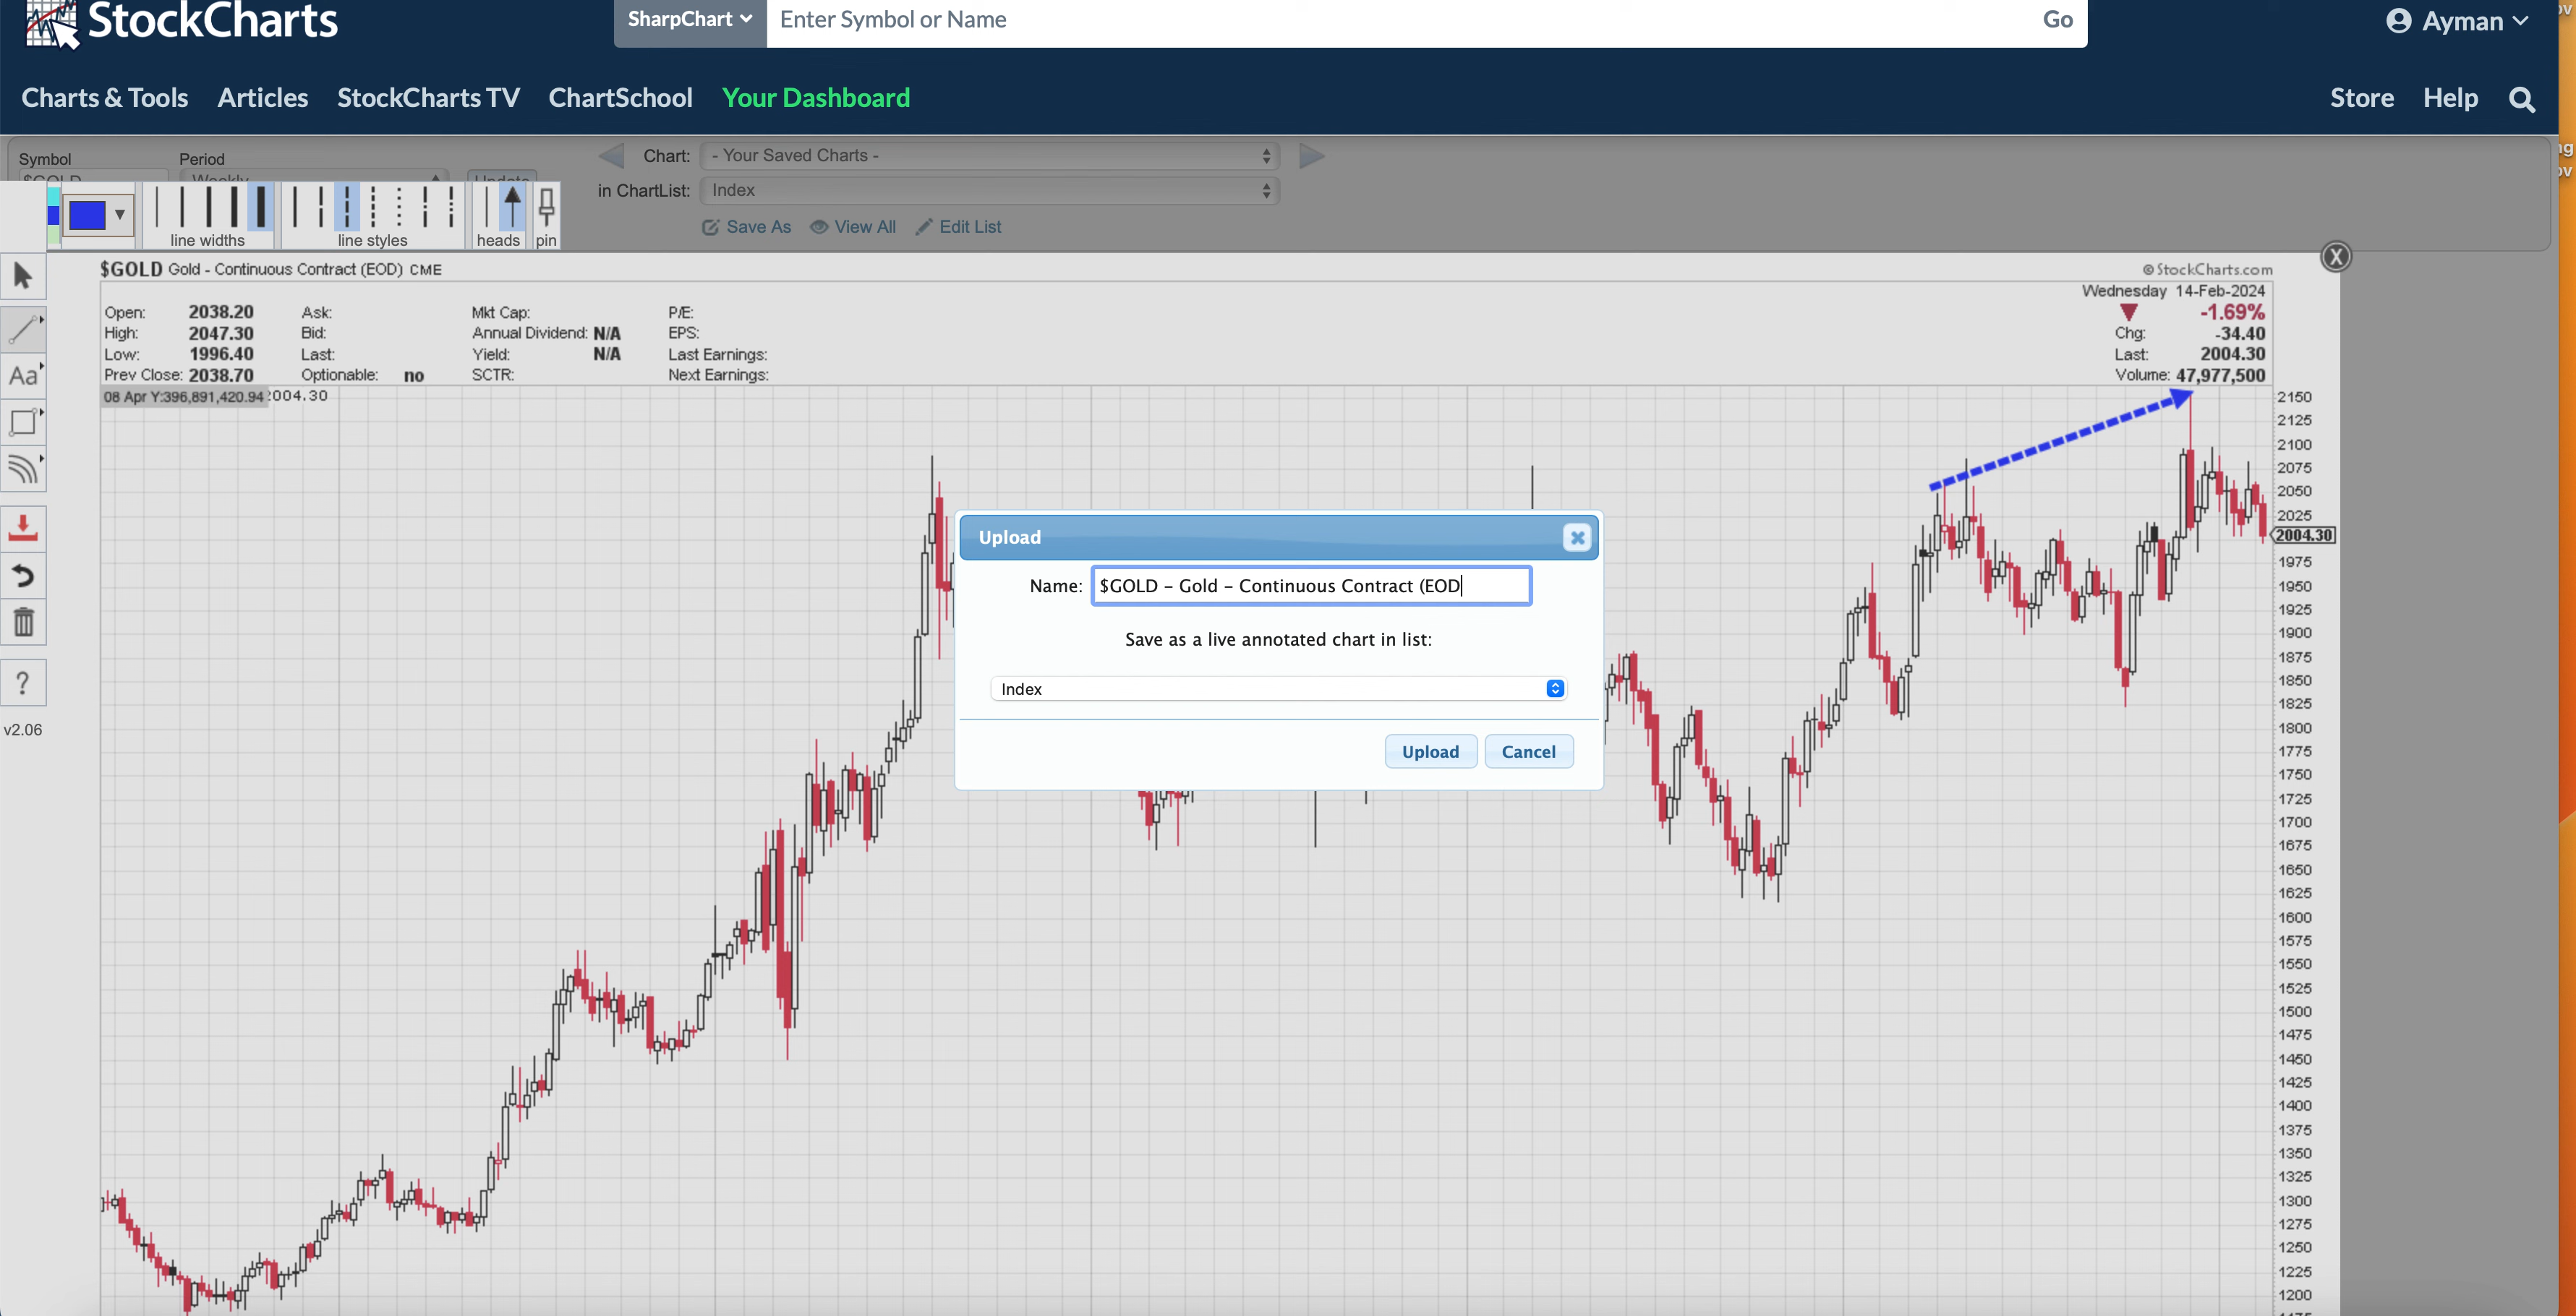 StockCharts
SharpChart
Enter Symbol or Name
Go
Ayman
Charts & Tools
Articles
StockCharts TV
ChartSchool
Your Dashboard
Store
Help
Symbol
Period
Chart:
- Your Saved Charts -
$GOLD
Weekly
Update
in ChartList:
Index
Save As
View All
Edit List
line widths
line styles
heads
pin
$GOLD Gold - Continuous Contract (EOD) CME
© StockCharts.com
X
Wednesday 14-Feb-2024
Open: 2038.20 Ask: Mkt Cap: P/E: -1.69%
High: 2047.30 Bid: Annual Dividend: N/A EPS: Chg: -34.40
Low: 1996.40 Last: Yield: N/A Last Earnings: Last: 2004.30
Prev Close: 2038.70 Optionable: no SCTR: Next Earnings: Volume: 47,977,500
08 Apr Y:396,891,420.94 2004.30
Aa
?
v2.06
Upload
Name: $GOLD – Gold – Continuous Contract (EOD
Save as a live annotated chart in list:
Index
Upload
Cancel
2150
2125
2100
2075
2050
2025
2004.30
1975
1950
1925
1900
1875
1850
1825
1800
1775
1750
1725
1700
1675
1650
1625
1600
1575
1550
1525
1500
1475
1450
1425
1400
1375
1350
1325
1300
1275
1250
1225
1200